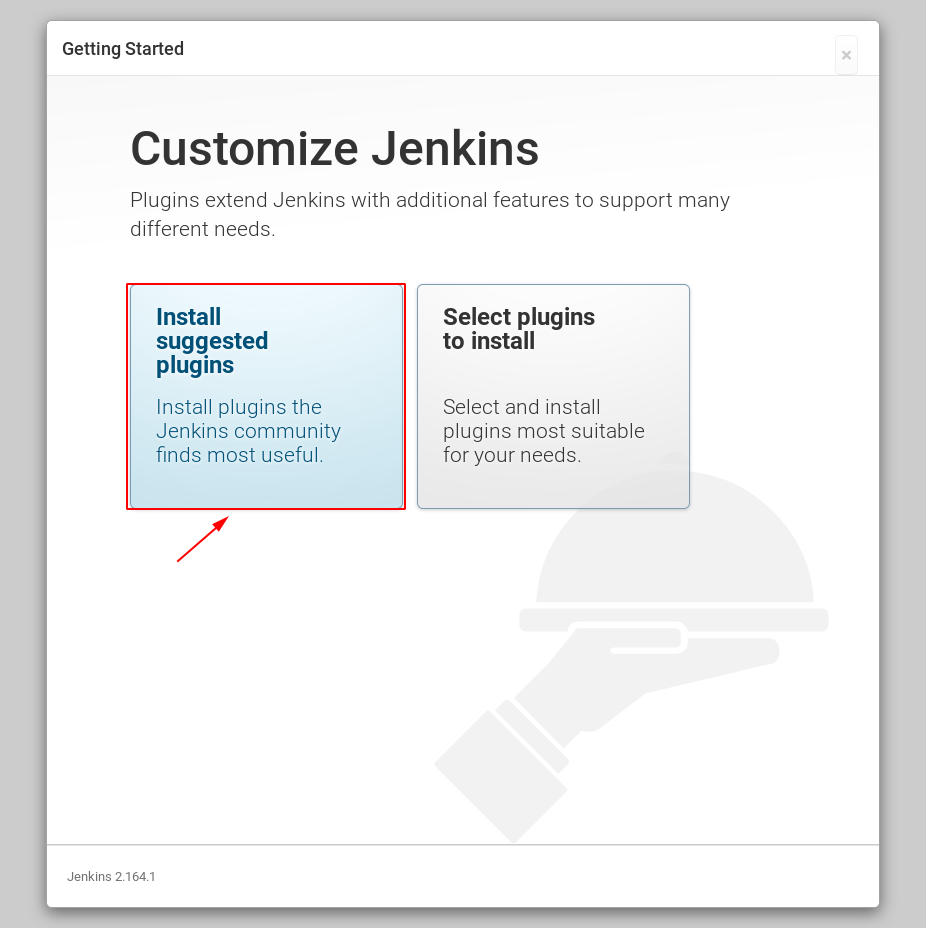 Getting Started
×
Customize Jenkins
Plugins extend Jenkins with additional features to support many
different needs.
Install
suggested
plugins
Install plugins the
Jenkins community
finds most useful.
Select plugins
to install
Select and install
plugins most suitable
for your needs.
Jenkins 2.164.1